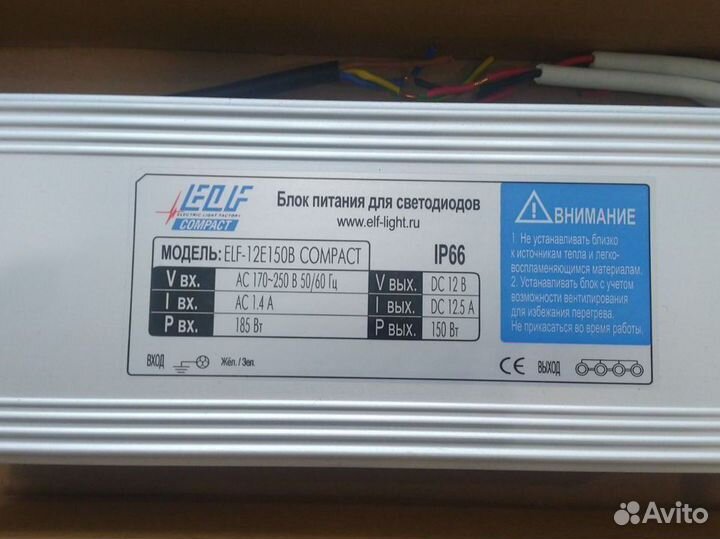 ELF
ELECTRIC LIGHT FACTORY
COMPACT
Блок питания для светодиодов
www.elf-light.ru
МОДЕЛЬ: ELF-12E150B COMPACT
IP66
V вх. AC 170~250 В 50/60 Гц V вых. DC 12 В
I вх. AC 1.4 А I вых. DC 12.5 А
P вх. 185 Вт P вых. 150 Вт
ВХОД Жёл. / Зел. CE ВЫХОД
ВНИМАНИЕ
1. Не устанавливать близко
к источникам тепла и легко-
воспламеняющимся материалам.
2. Устанавливать блок с учетом
возможности вентилирования
для избежания перегрева.
Не прикасаться во время работы.
Avito